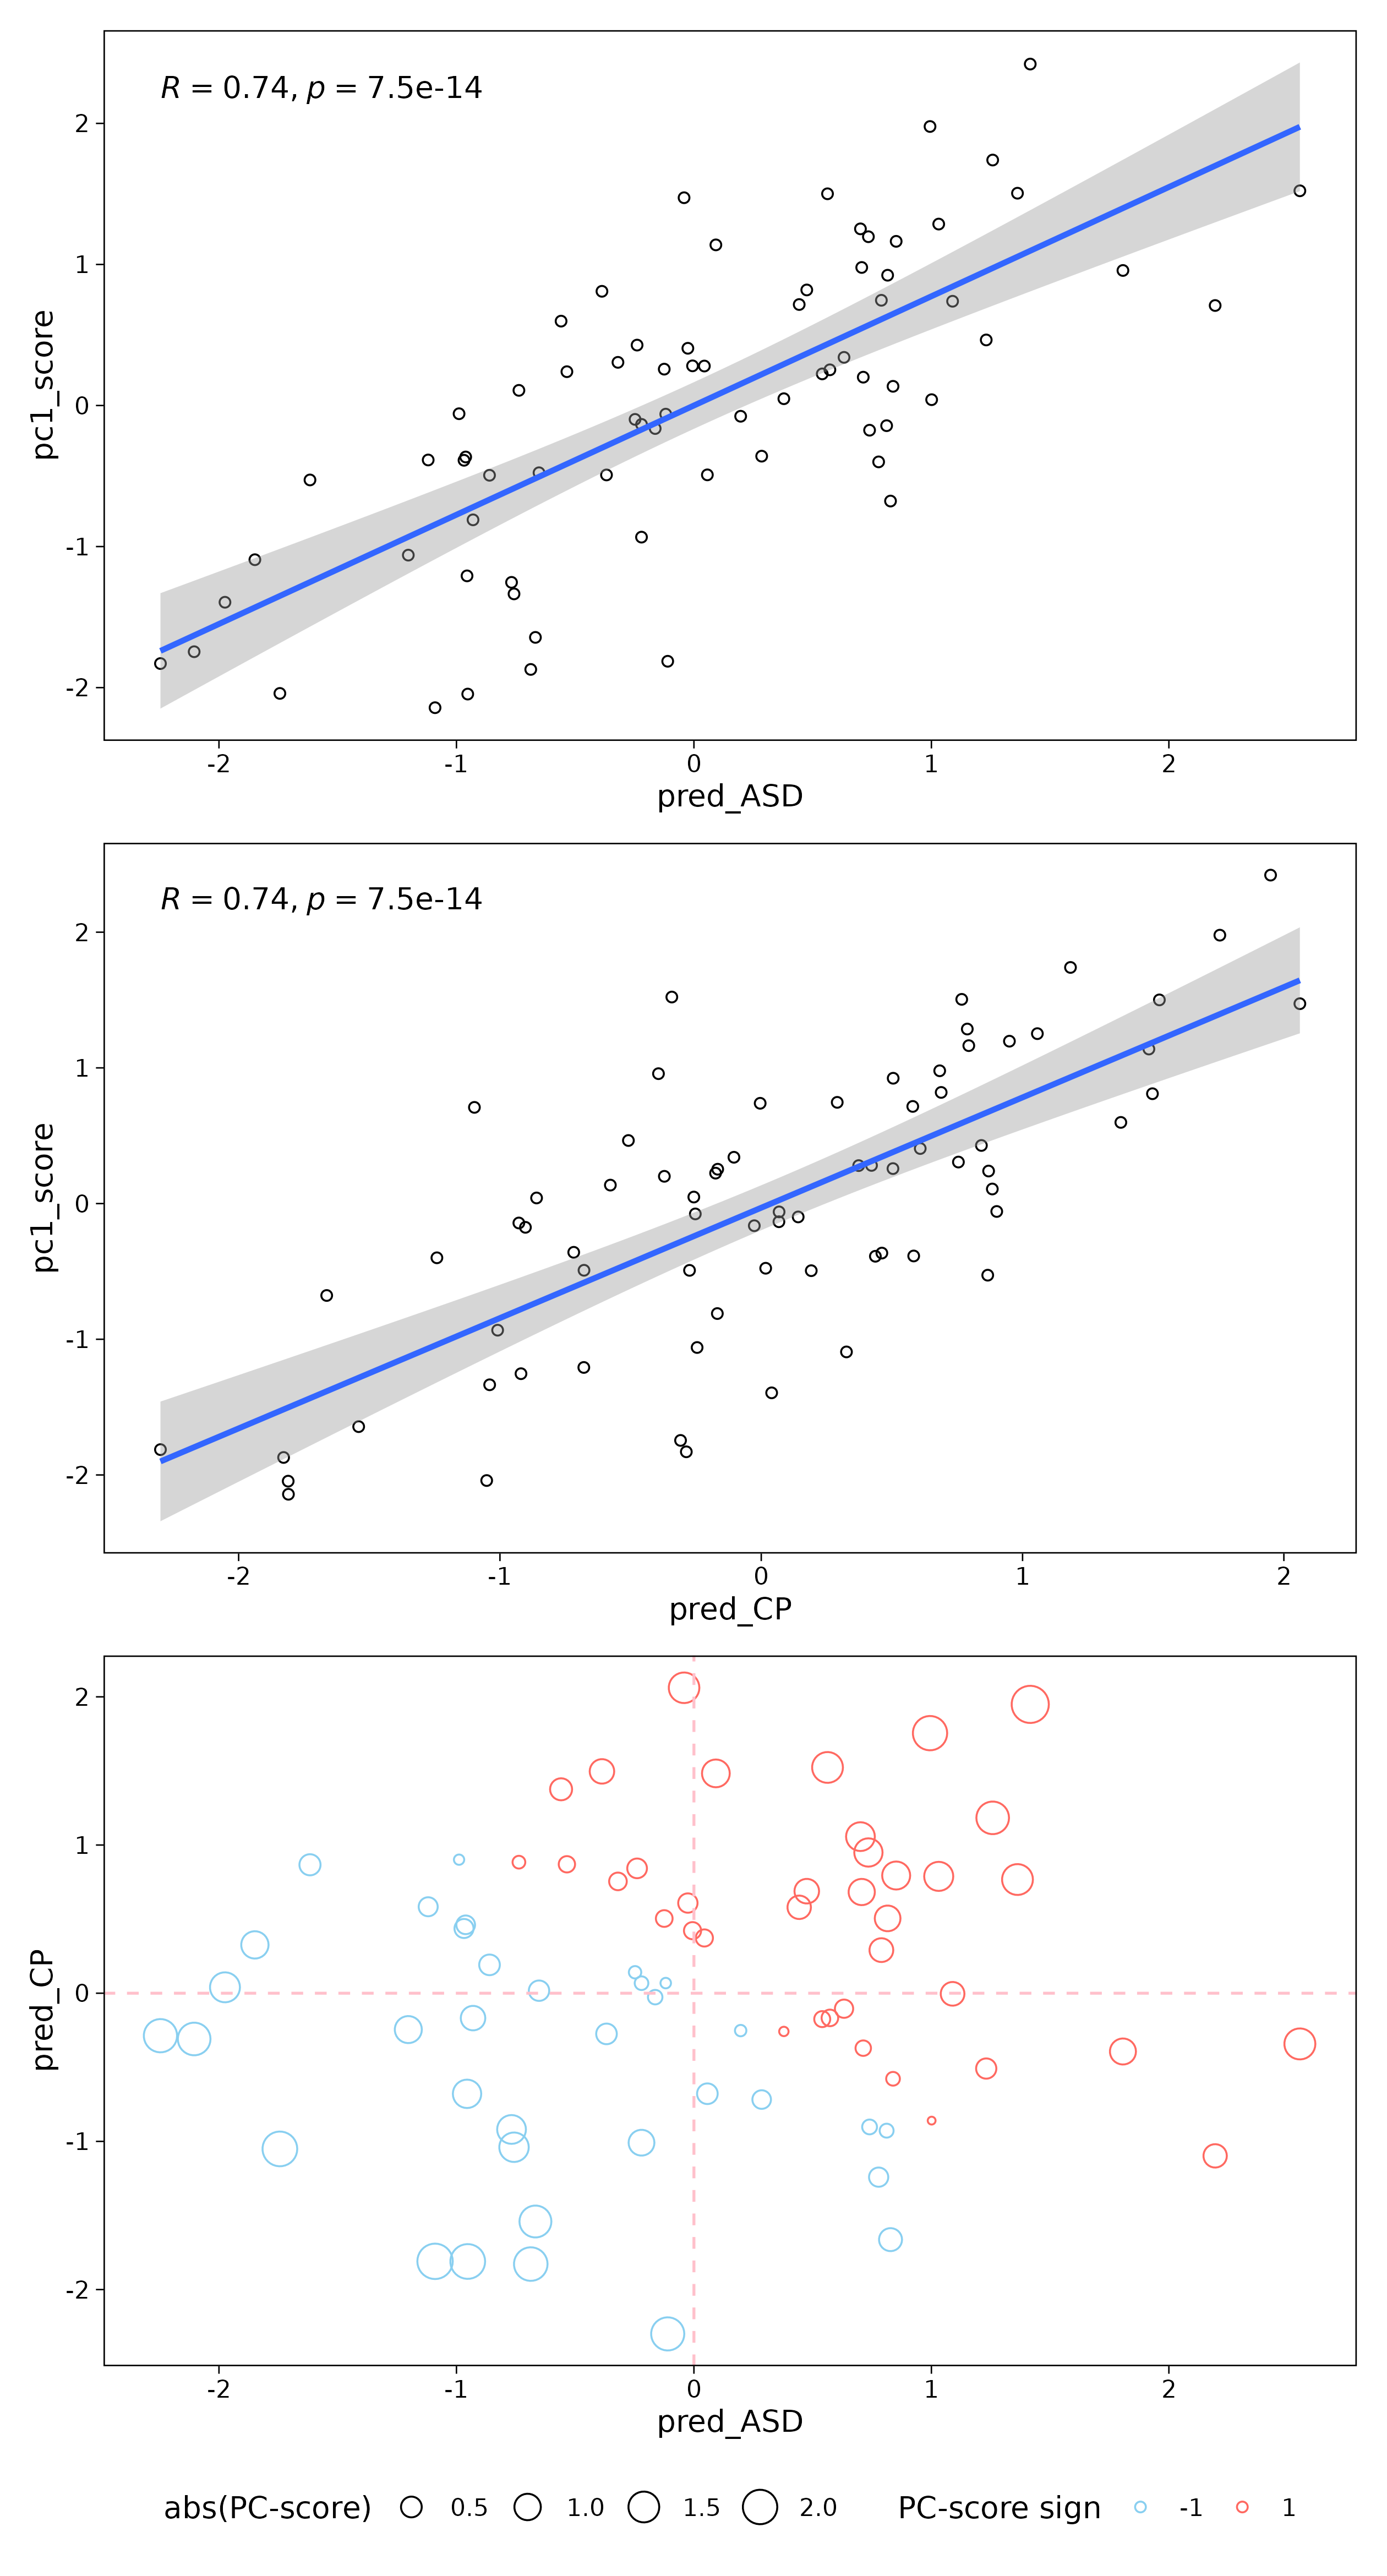 R = 0.74, p = 7.5e-14
2
1
0
-1
-2
pc1_score
-2 -1 0 1 2
pred_ASD
R = 0.74, p = 7.5e-14
2
1
0
-1
-2
pc1_score
-2 -1 0 1 2
pred_CP
2
1
0
-1
-2
pred_CP
-2 -1 0 1 2
pred_ASD
abs(PC-score) 0.5 1.0 1.5 2.0 PC-score sign -1 1